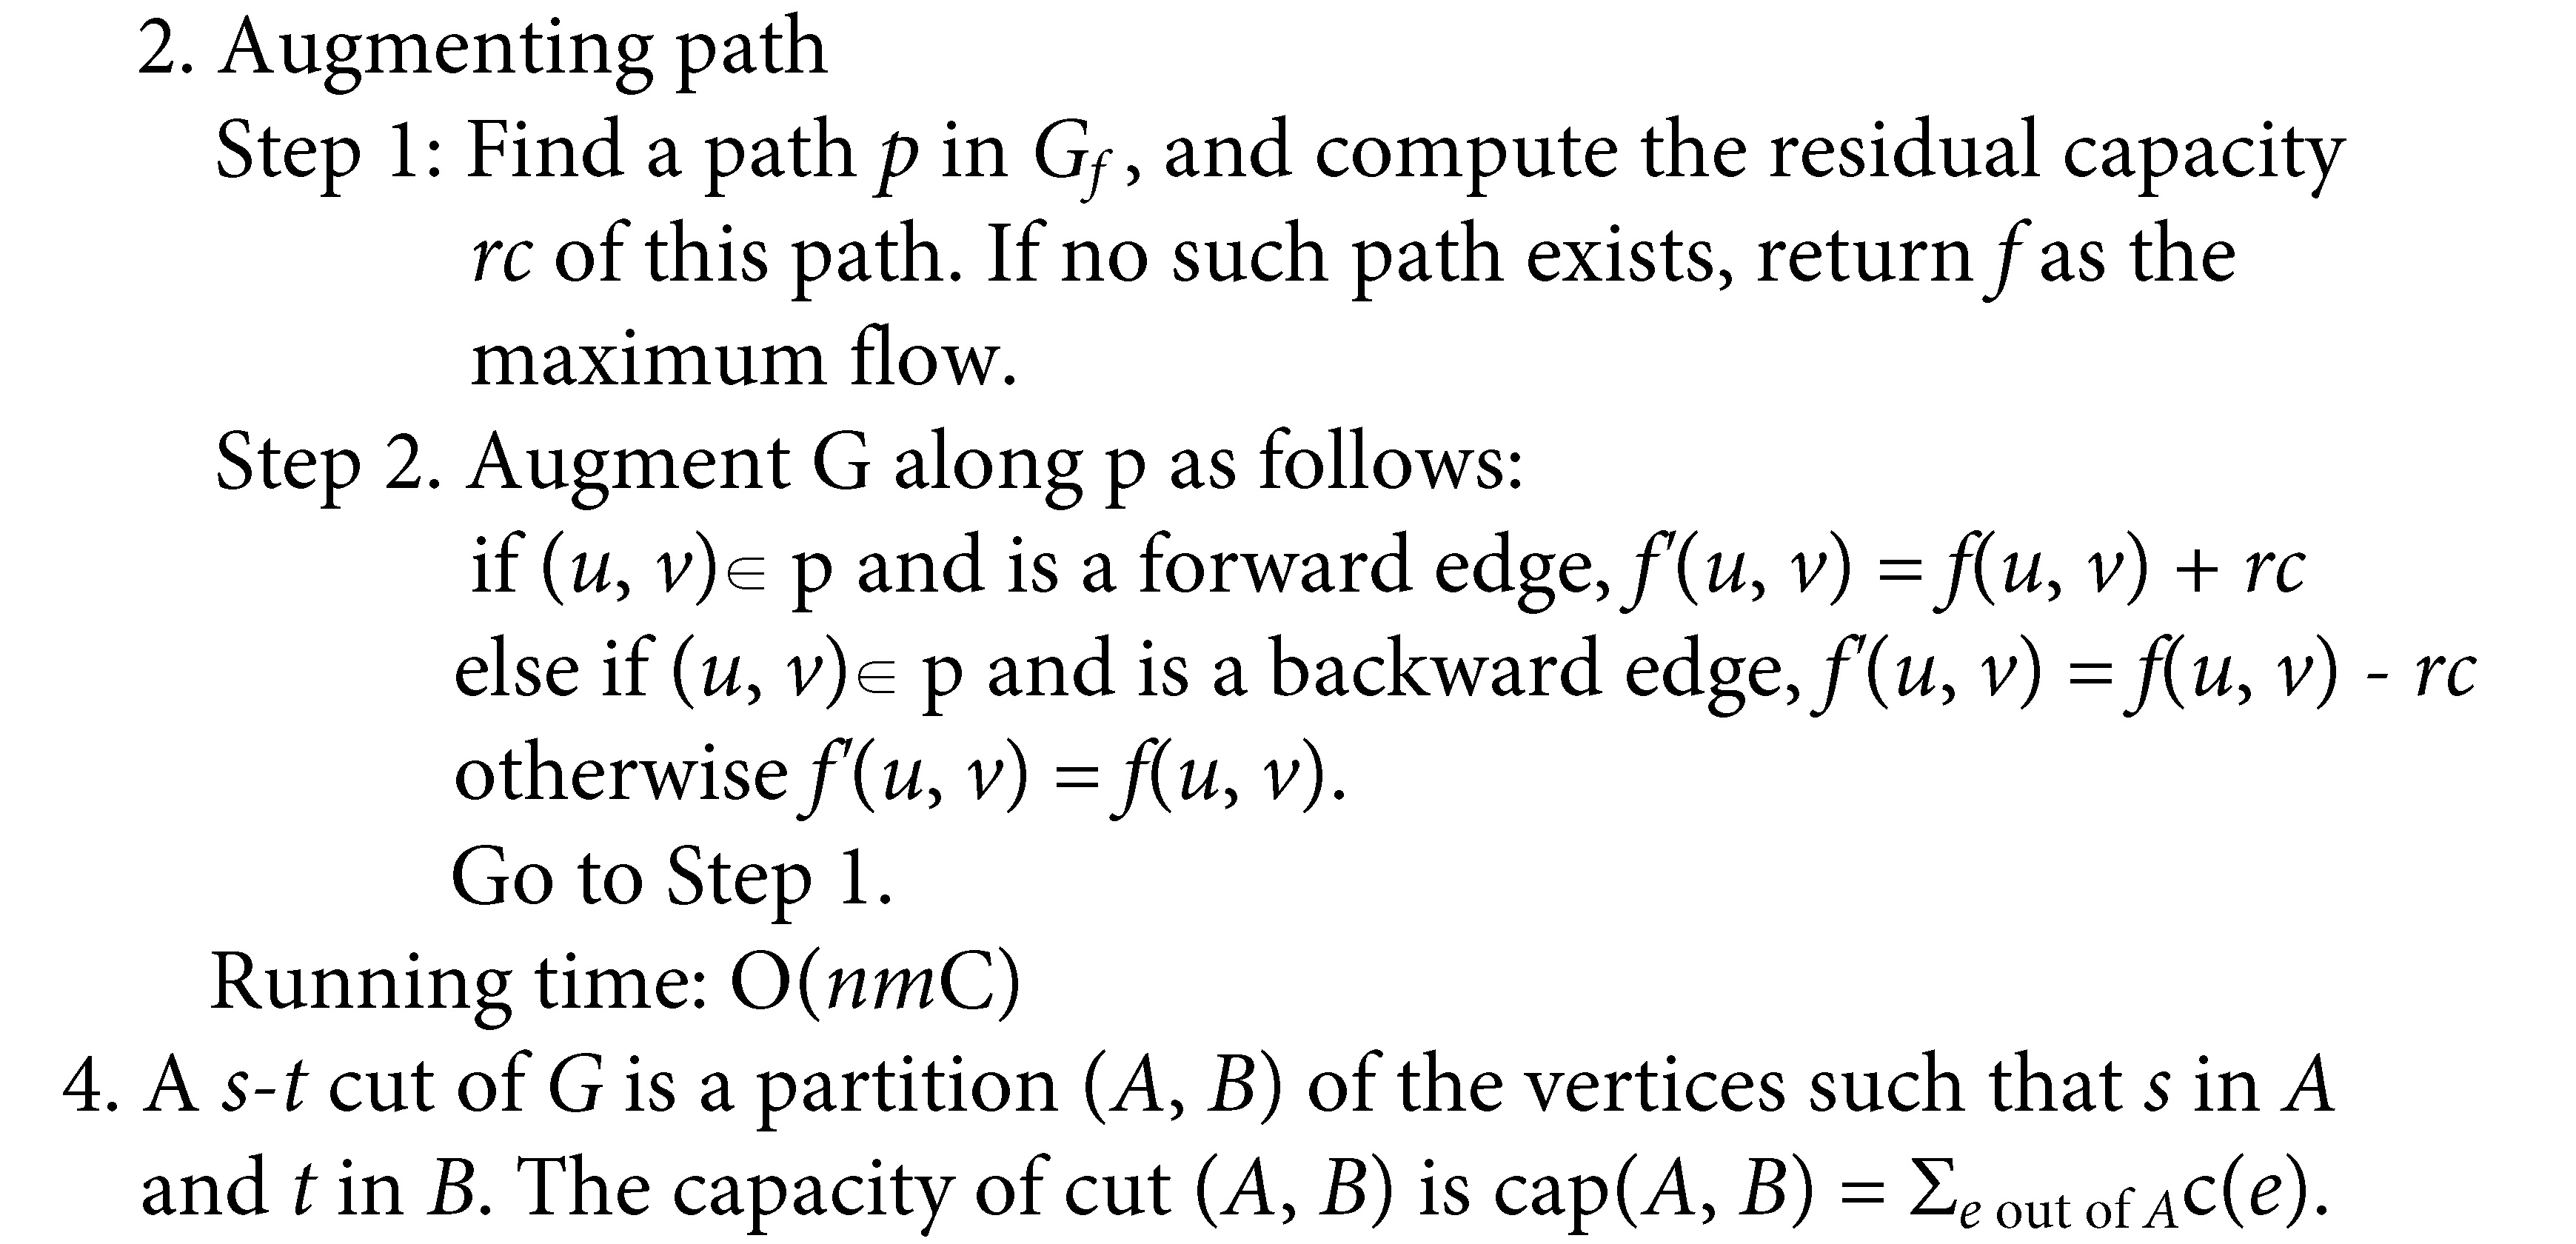 2. Augmenting path
Step 1: Find a path p in G_f, and compute the residual capacity
rc of this path. If no such path exists, return f as the
maximum flow.
Step 2. Augment G along p as follows:
if (u, v)∈ p and is a forward edge, f'(u, v) = f(u, v) + rc
else if (u, v)∈ p and is a backward edge, f'(u, v) = f(u, v) - rc
otherwise f'(u, v) = f(u, v).
Go to Step 1.
Running time: O(nmC)
4. A s-t cut of G is a partition (A, B) of the vertices such that s in A
and t in B. The capacity of cut (A, B) is cap(A, B) = Σ_{e out of A}c(e).